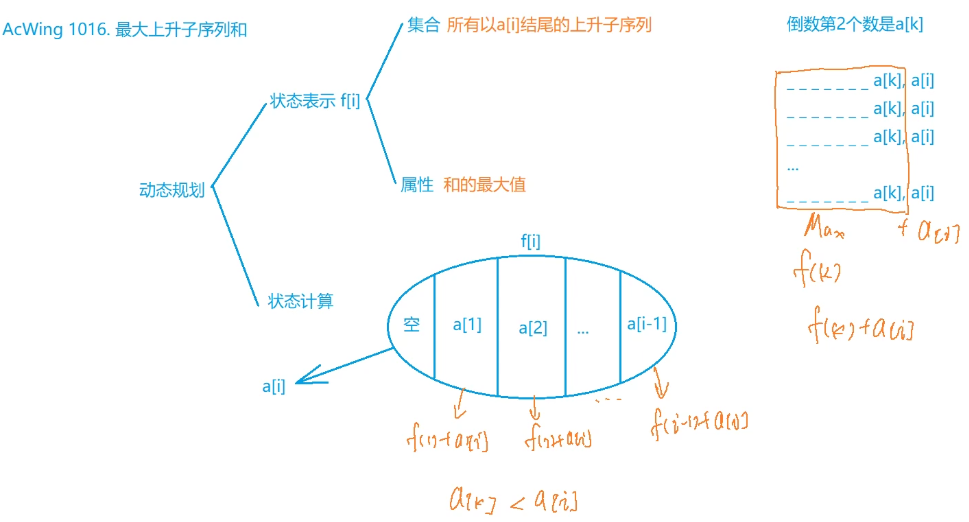 AcWing 1016. 最大上升子序列和
集合 所有以a[i]结尾的上升子序列
状态表示 f[i]
属性 和的最大值
动态规划
状态计算
f[i]
空 a[1] a[2] ... a[i-1]
a[i]
f(1)+a[i] f(2)+a[i] ... f(i-1)+a[i]
a[k] < a[i]
倒数第2个数是a[k]
_ _ _ _ _ _ _ a[k], a[i]
_ _ _ _ _ _ _ a[k], a[i]
_ _ _ _ _ _ _ a[k], a[i]
...
_ _ _ _ _ _ _ a[k], a[i]
Max + a[i]
f(k)
f(k)+a[i]